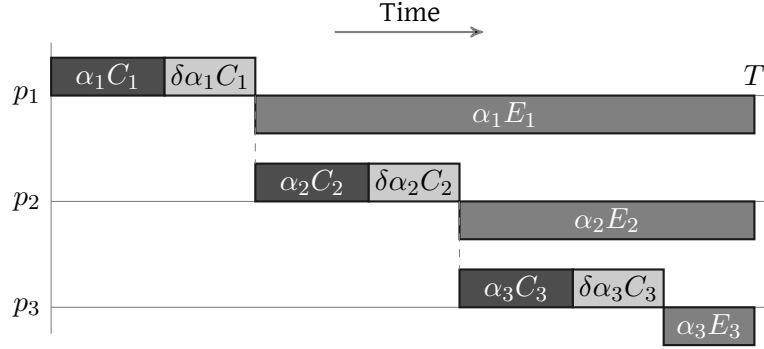 Time
α₁C₁ δα₁C₁ T
p₁ α₁E₁
α₂C₂ δα₂C₂
p₂ α₂E₂
α₃C₃ δα₃C₃
p₃ α₃E₃